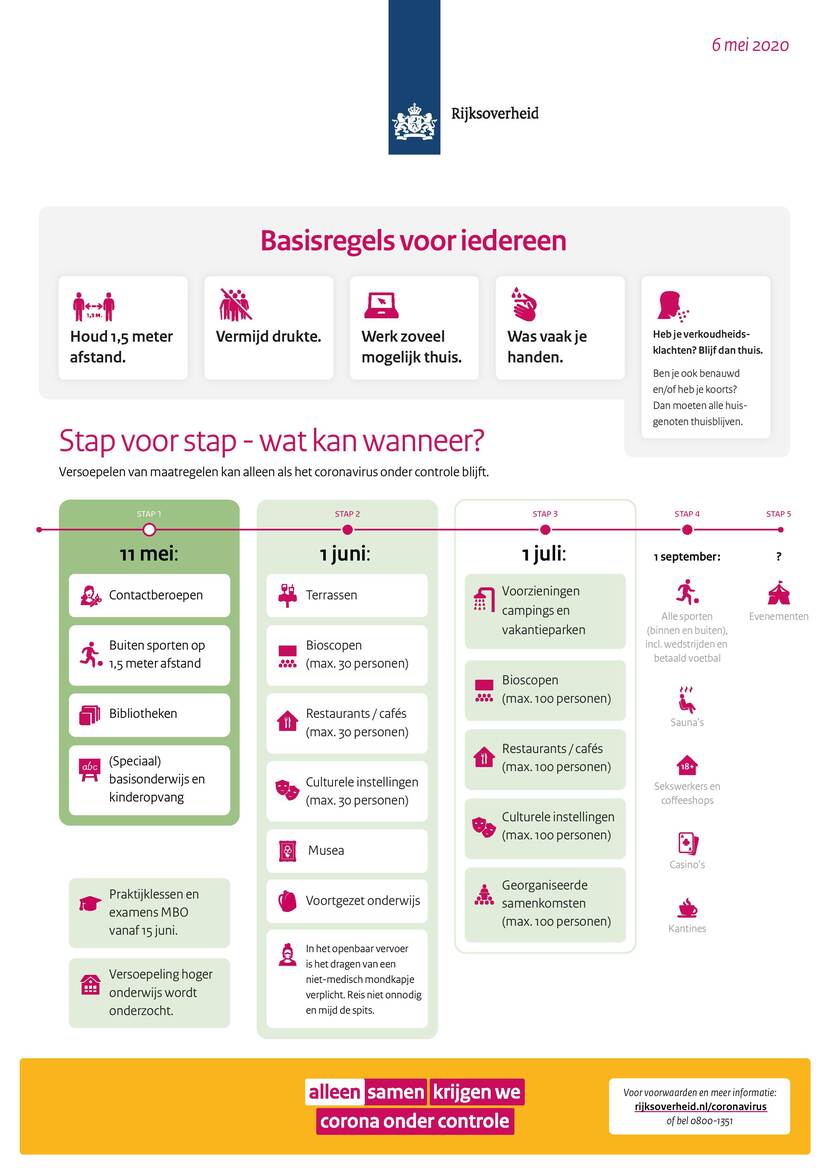 6 mei 2020
Rijksoverheid
Basisregels voor iedereen
1,5 M.
Houd 1,5 meter
afstand.
Vermijd drukte.
Werk zoveel
mogelijk thuis.
Was vaak je
handen.
Heb je verkoudheids-
klachten? Blijf dan thuis.
Ben je ook benauwd
en/of heb je koorts?
Dan moeten alle huis-
genoten thuisblijven.
Stap voor stap - wat kan wanneer?
Versoepelen van maatregelen kan alleen als het coronavirus onder controle blijft.
STAP 1
11 mei:
Contactberoepen
Buiten sporten op
1,5 meter afstand
Bibliotheken
abc
(Speciaal)
basisonderwijs en
kinderopvang
Praktijklessen en
examens MBO
vanaf 15 juni.
Versoepeling hoger
onderwijs wordt
onderzocht.
STAP 2
1 juni:
Terrassen
Bioscopen
(max. 30 personen)
Restaurants / cafés
(max. 30 personen)
Culturele instellingen
(max. 30 personen)
Musea
Voortgezet onderwijs
In het openbaar vervoer
is het dragen van een
niet-medisch mondkapje
verplicht. Reis niet onnodig
en mijd de spits.
STAP 3
1 juli:
Voorzieningen
campings en
vakantieparken
Bioscopen
(max. 100 personen)
Restaurants / cafés
(max. 100 personen)
Culturele instellingen
(max. 100 personen)
Georganiseerde
samenkomsten
(max. 100 personen)
STAP 4
1 september:
Alle sporten
(binnen en buiten),
incl. wedstrijden en
betaald voetbal
Sauna's
18+
Sekswerkers en
coffeeshops
Casino's
Kantines
STAP 5
?
Evenementen
alleen samen krijgen we
corona onder controle
Voor voorwaarden en meer informatie:
rijksoverheid.nl/coronavirus
of bel 0800-1351